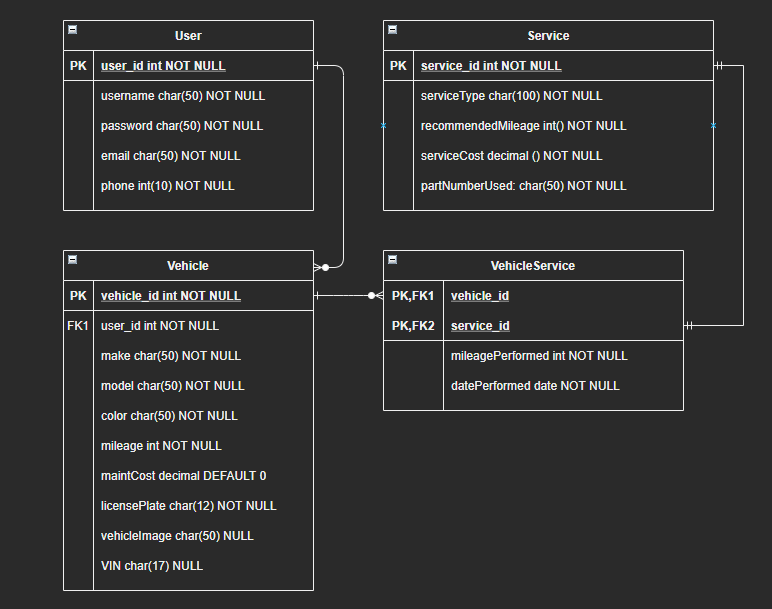 User
PK user_id int NOT NULL
username char(50) NOT NULL
password char(50) NOT NULL
email char(50) NOT NULL
phone int(10) NOT NULL
Service
PK service_id int NOT NULL
serviceType char(100) NOT NULL
recommendedMileage int() NOT NULL
serviceCost decimal () NOT NULL
partNumberUsed: char(50) NOT NULL
Vehicle
PK vehicle_id int NOT NULL
FK1 user_id int NOT NULL
make char(50) NOT NULL
model char(50) NOT NULL
color char(50) NOT NULL
mileage int NOT NULL
maintCost decimal DEFAULT 0
licensePlate char(12) NOT NULL
vehicleImage char(50) NULL
VIN char(17) NULL
VehicleService
PK,FK1 vehicle_id
PK,FK2 service_id
mileagePerformed int NOT NULL
datePerformed date NOT NULL